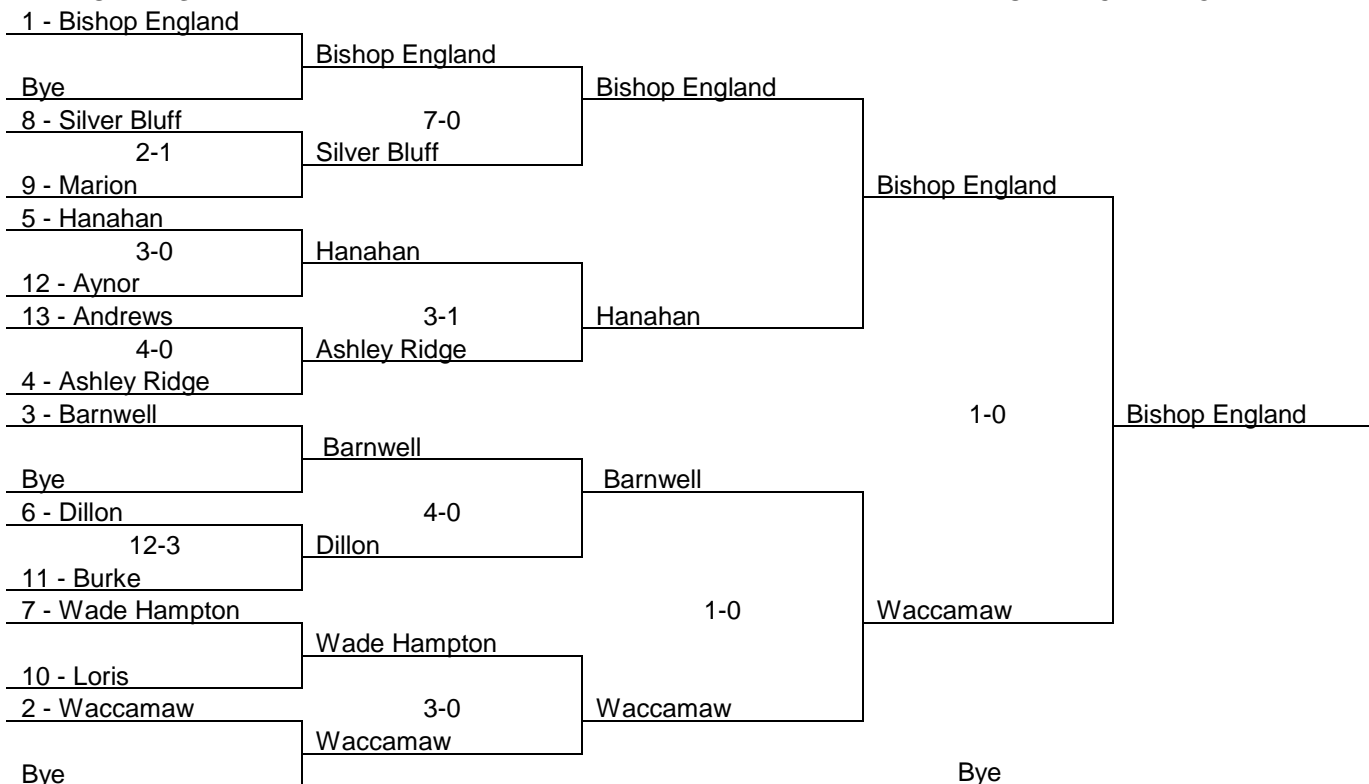 1 - Bishop England
Bishop England
Bye
Bishop England
8 - Silver Bluff
7-0
2-1
Silver Bluff
9 - Marion
Bishop England
5 - Hanahan
3-0
Hanahan
12 - Aynor
13 - Andrews
3-1
Hanahan
4-0
Ashley Ridge
4 - Ashley Ridge
3 - Barnwell
1-0
Bishop England
Barnwell
Bye
Barnwell
6 - Dillon
4-0
12-3
Dillon
11 - Burke
7 - Wade Hampton
1-0
Waccamaw
Wade Hampton
10 - Loris
2 - Waccamaw
3-0
Waccamaw
Waccamaw
Bye
Bye